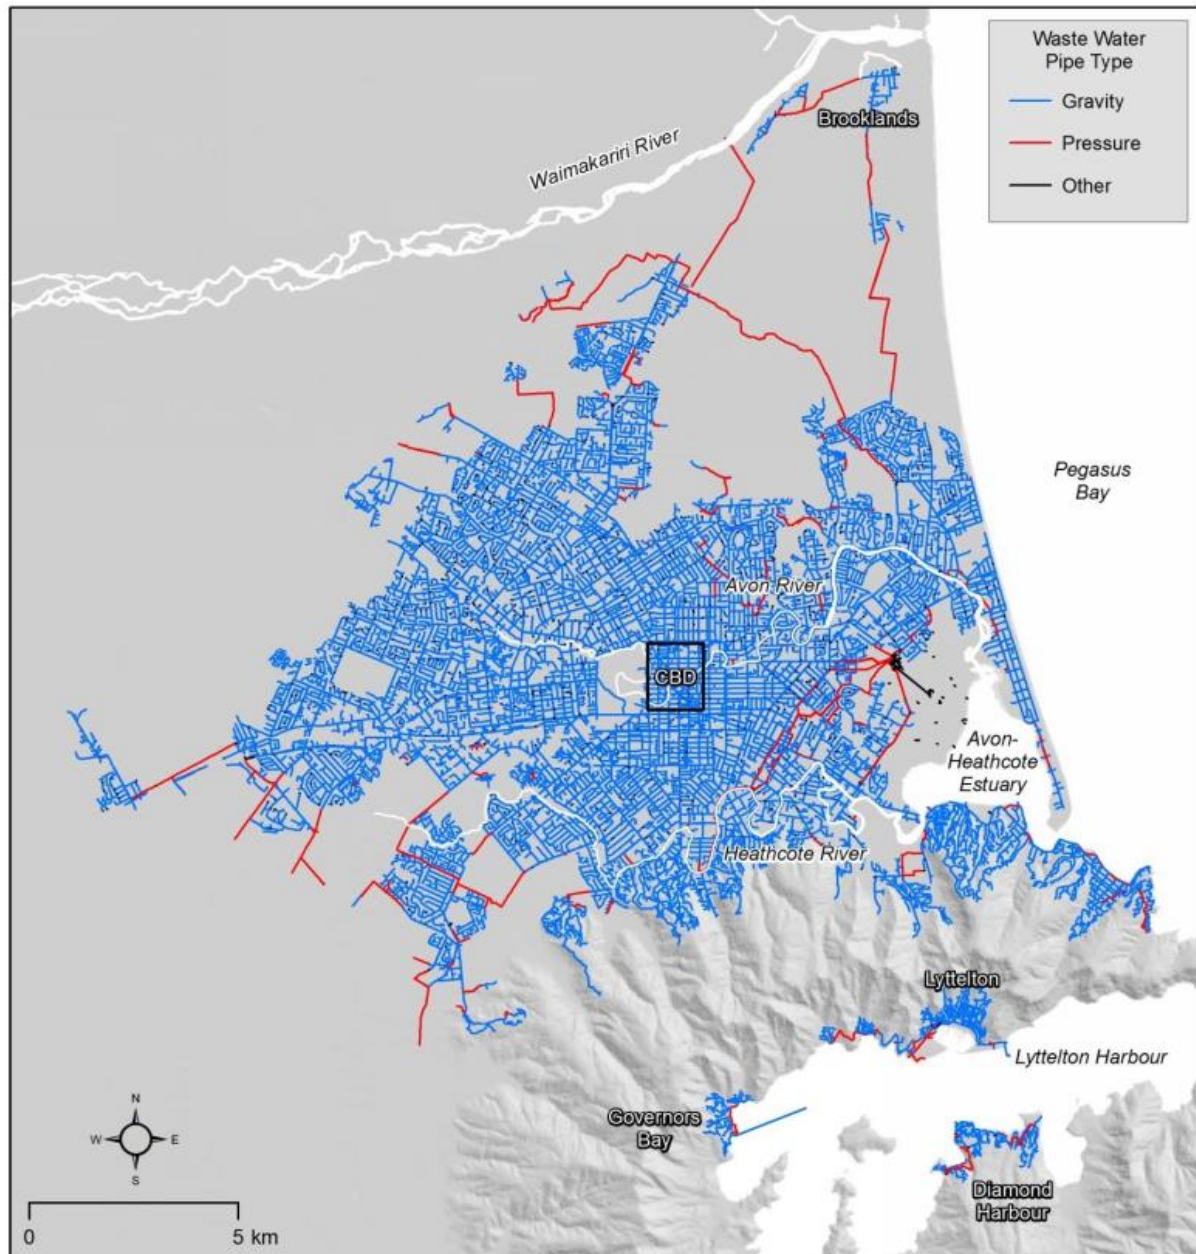 Waste Water
Pipe Type
Gravity
Pressure
Other
Brooklands
Waimakariri River
Pegasus
Bay
Avon River
CBD
Avon-
Heathcote
Estuary
Heathcote River
Lyttelton
Lyttelton Harbour
Governors
Bay
Diamond
Harbour
N
W
E
S
0
5 km